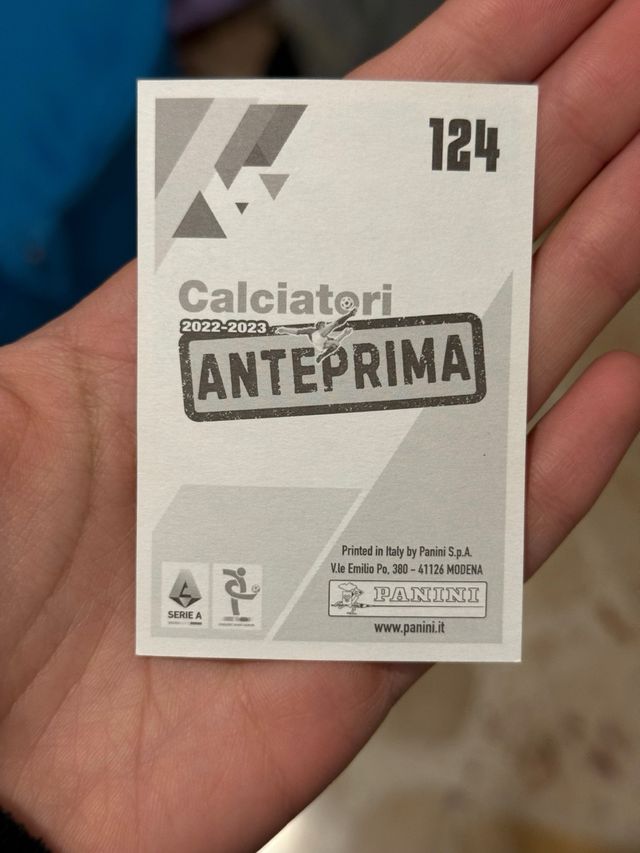 124
Calciatori
2022-2023
ANTEPRIMA
Printed in Italy by Panini S.p.A.
V.le Emilio Po, 380 - 41126 MODENA
PANINI
www.panini.it
SERIE A